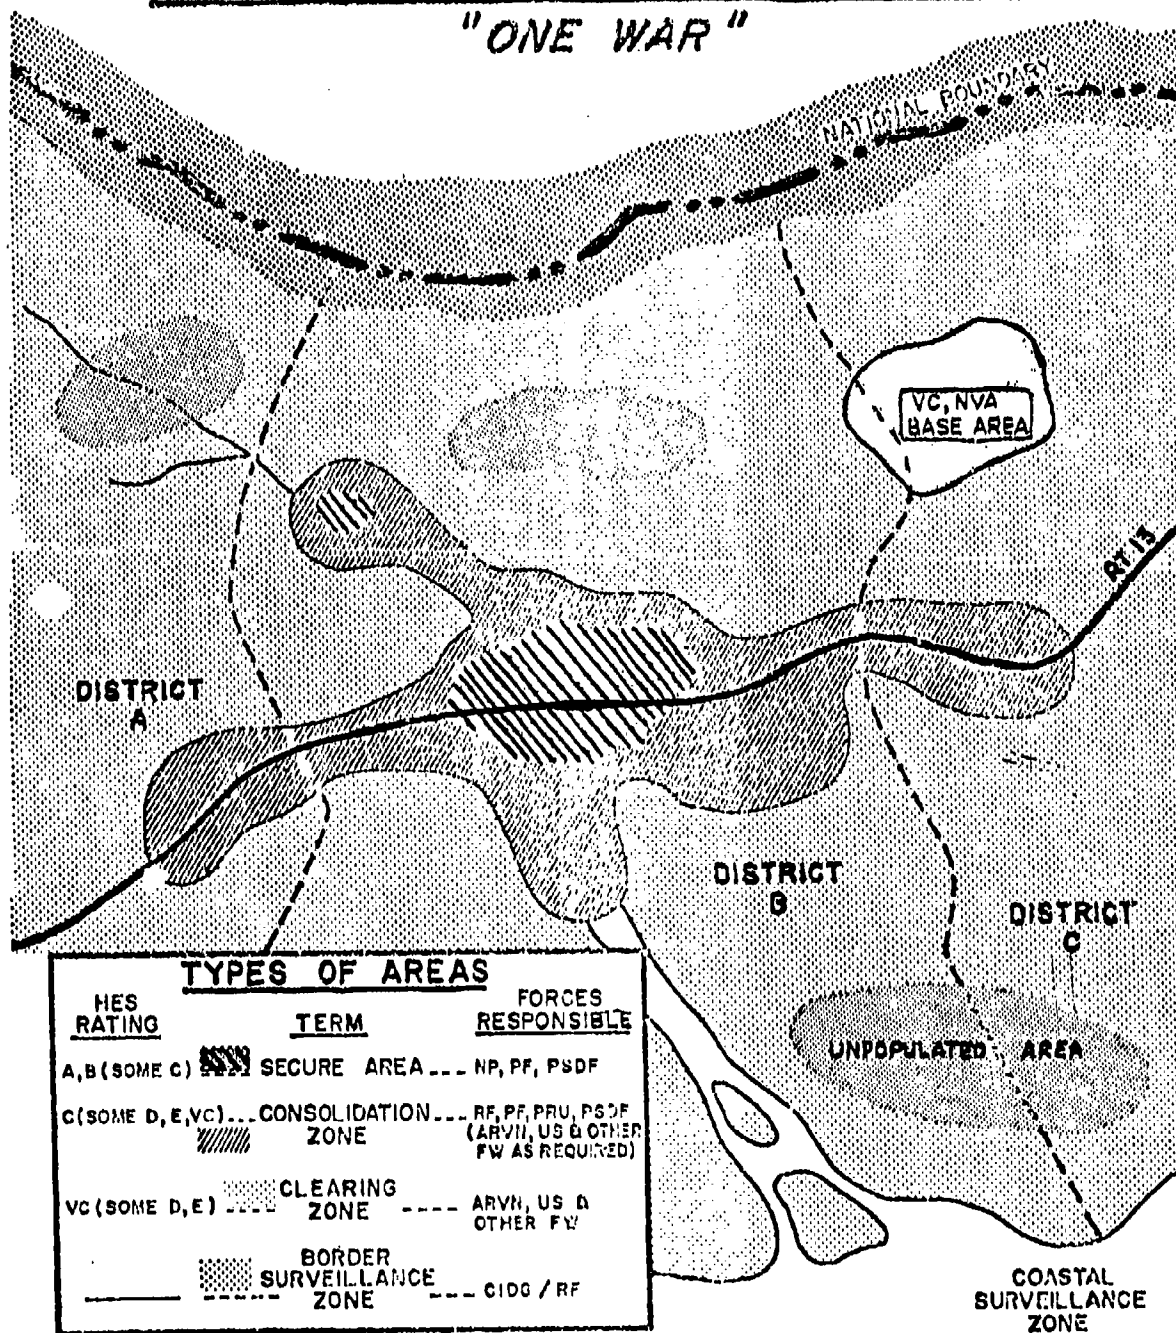 "ONE WAR"
NATIONAL BOUNDARY
VC, NVA
BASE AREA
RT. 13
DISTRICT
A
DISTRICT
B
DISTRICT
C
UNPOPULATED AREA
TYPES OF AREAS
HES RATING TERM FORCES RESPONSIBLE
A, B (SOME C) SECURE AREA --- NP, PF, PSDF
C (SOME D, E, VC)... CONSOLIDATION ZONE --- RF, PF, PRU, PSDF
(ARVN, US & OTHER
FW AS REQUIRED)
VC (SOME D, E) ---- CLEARING ZONE ---- ARVN, US &
OTHER FW
BORDER
SURVEILLANCE
ZONE --- CIDG / RF
COASTAL
SURVEILLANCE
ZONE